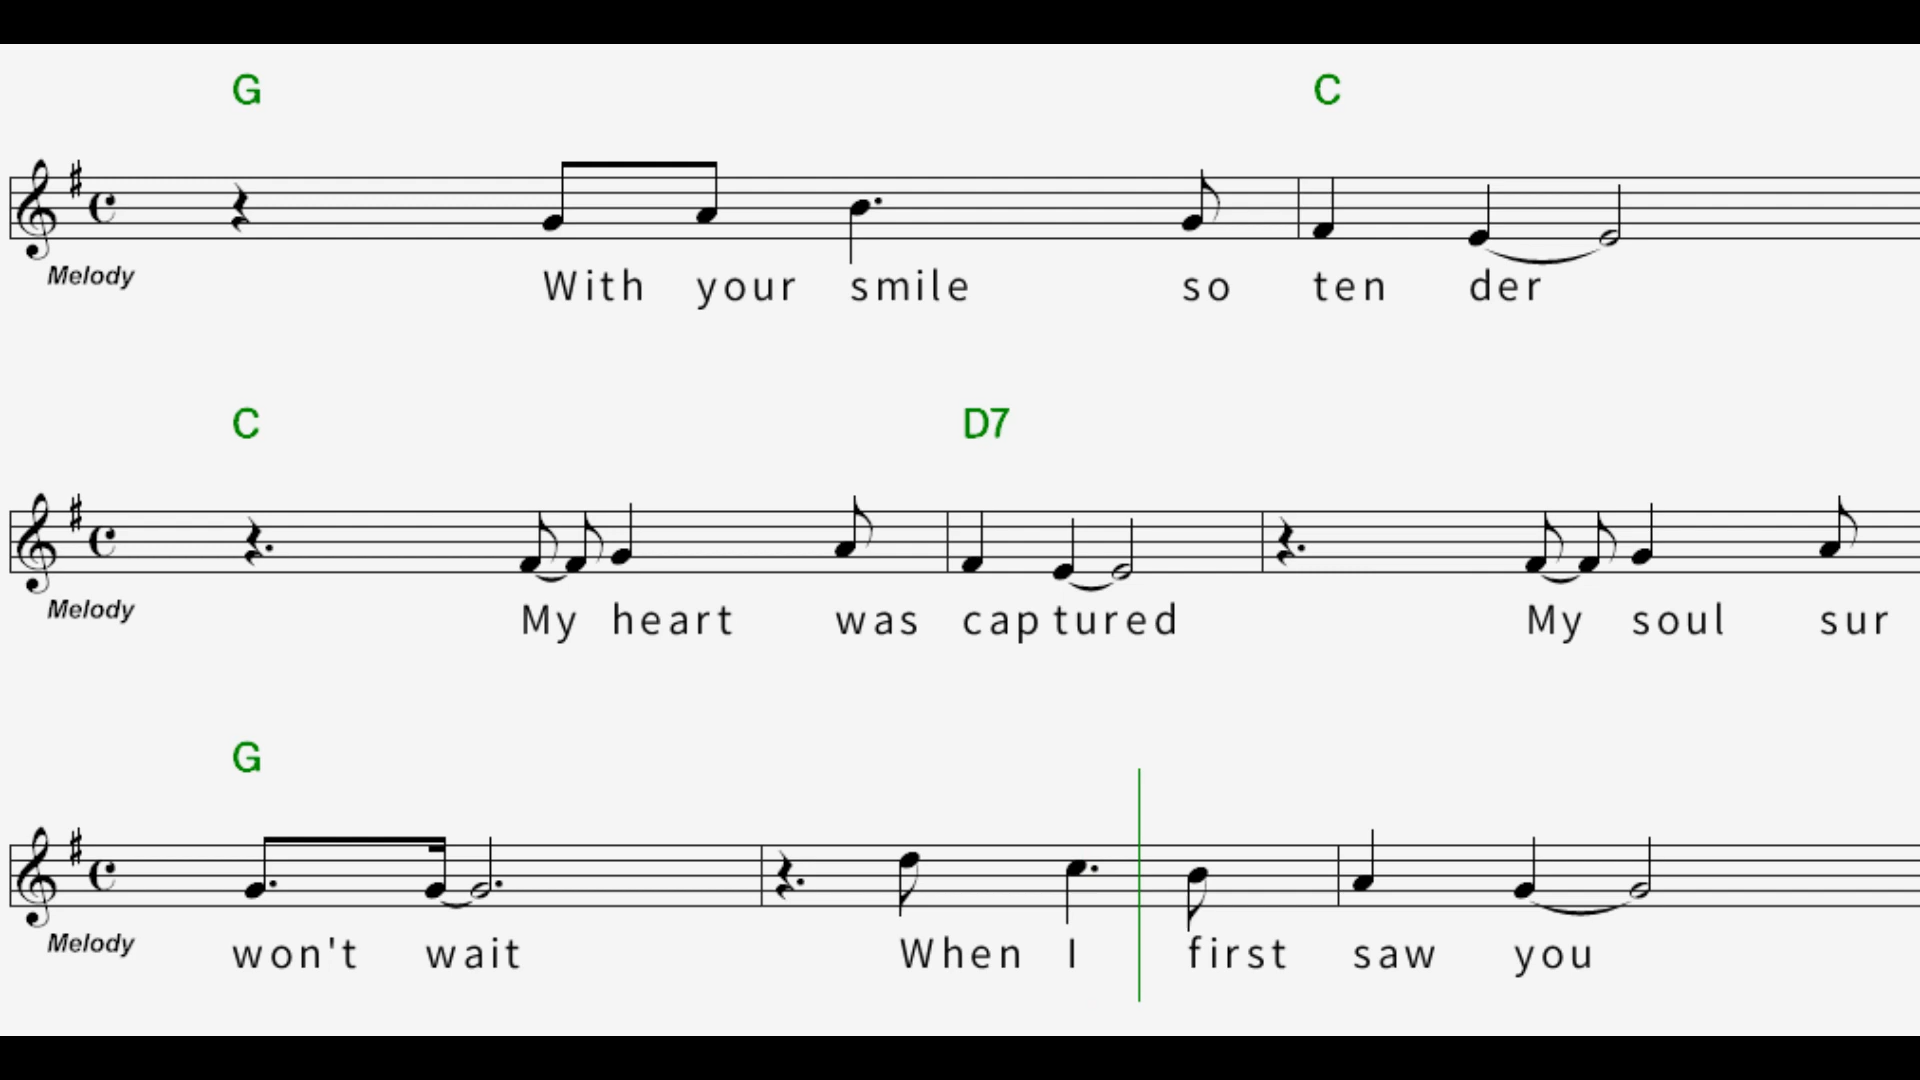 G C
Melody
With your smile so ten der
C D7
Melody
My heart was cap tured My soul sur
G
Melody
won't wait When I first saw you